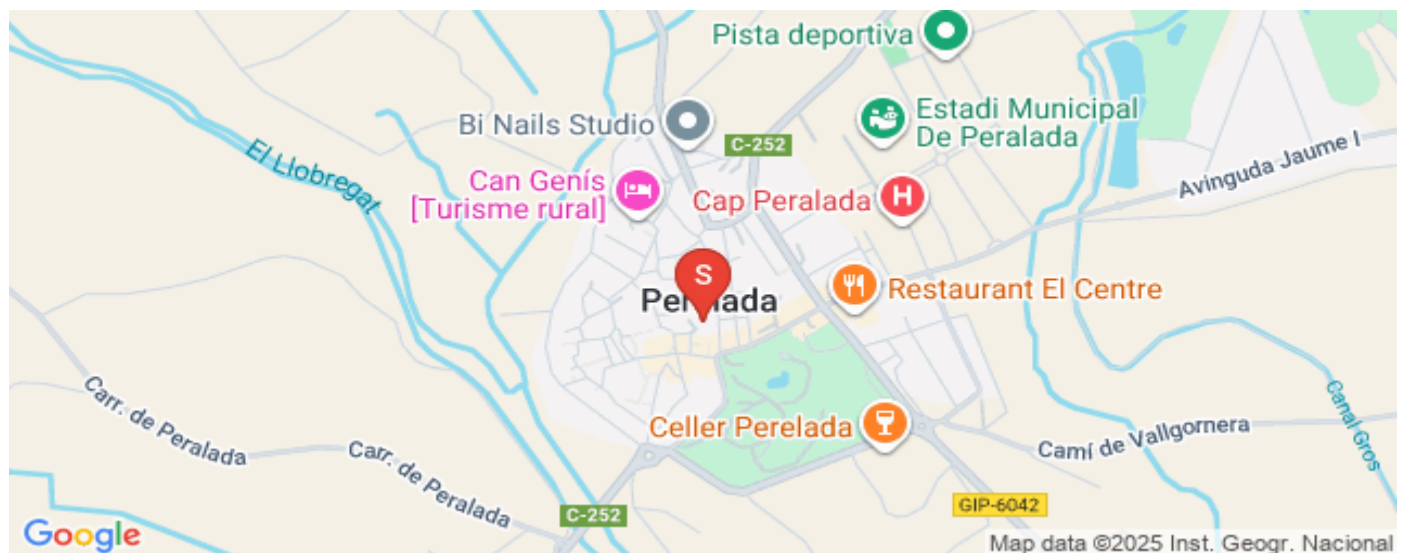 Pista deportiva
Bi Nails Studio
Estadi Municipal
De Peralada
C-252
El Llobregat
Avinguda Jaume I
Can Genís
[Turisme rural]
Cap Peralada
H
S
Peralada
Restaurant El Centre
Carr. de Peralada
Celler Perelada
Camí de Vallgornera
Canal Gros
Carr. de Peralada
C-252
GIP-6042
Google
Map data ©2025 Inst. Geogr. Nacional